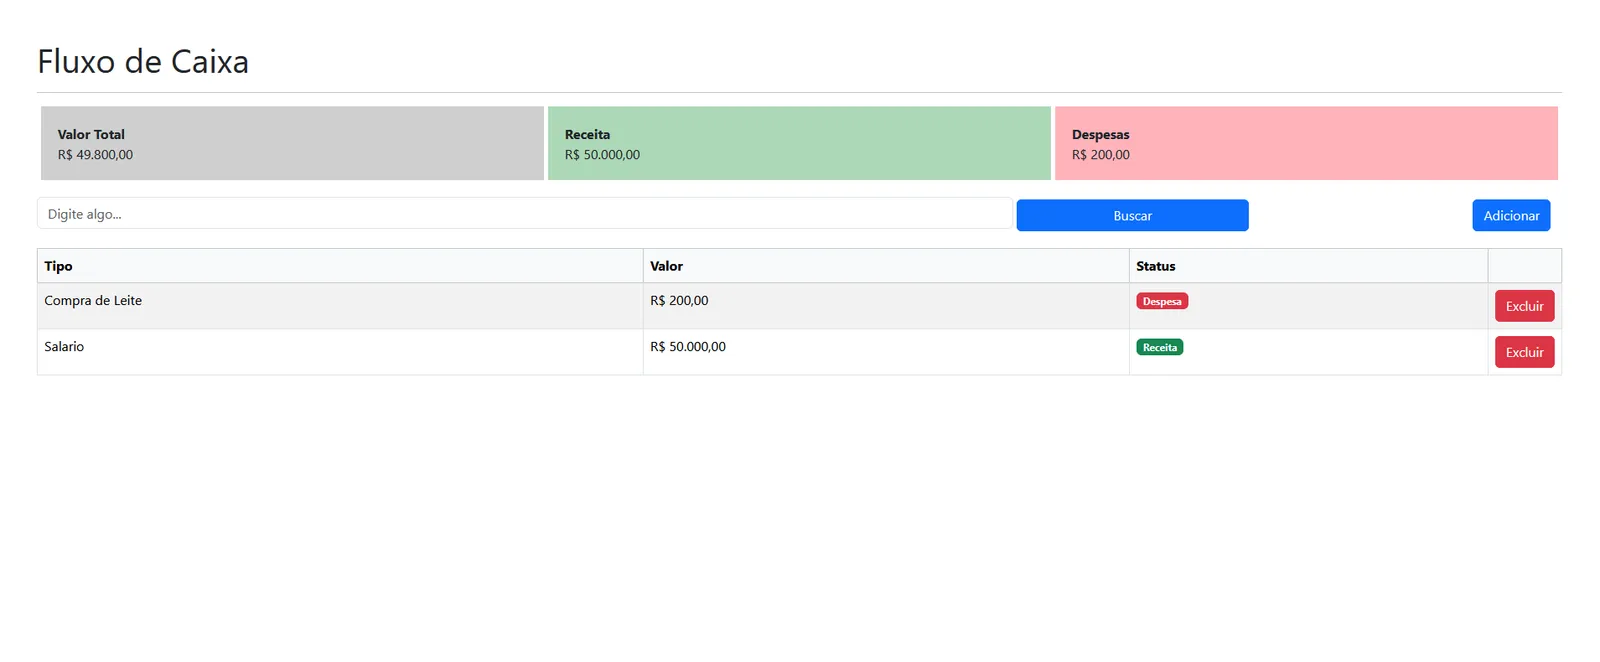 Fluxo de Caixa
Valor Total
R$ 49.800,00
Receita
R$ 50.000,00
Despesas
R$ 200,00
Digite algo...
Buscar
Adicionar
Tipo Valor Status
Compra de Leite R$ 200,00 Despesa Excluir
Salario R$ 50.000,00 Receita Excluir